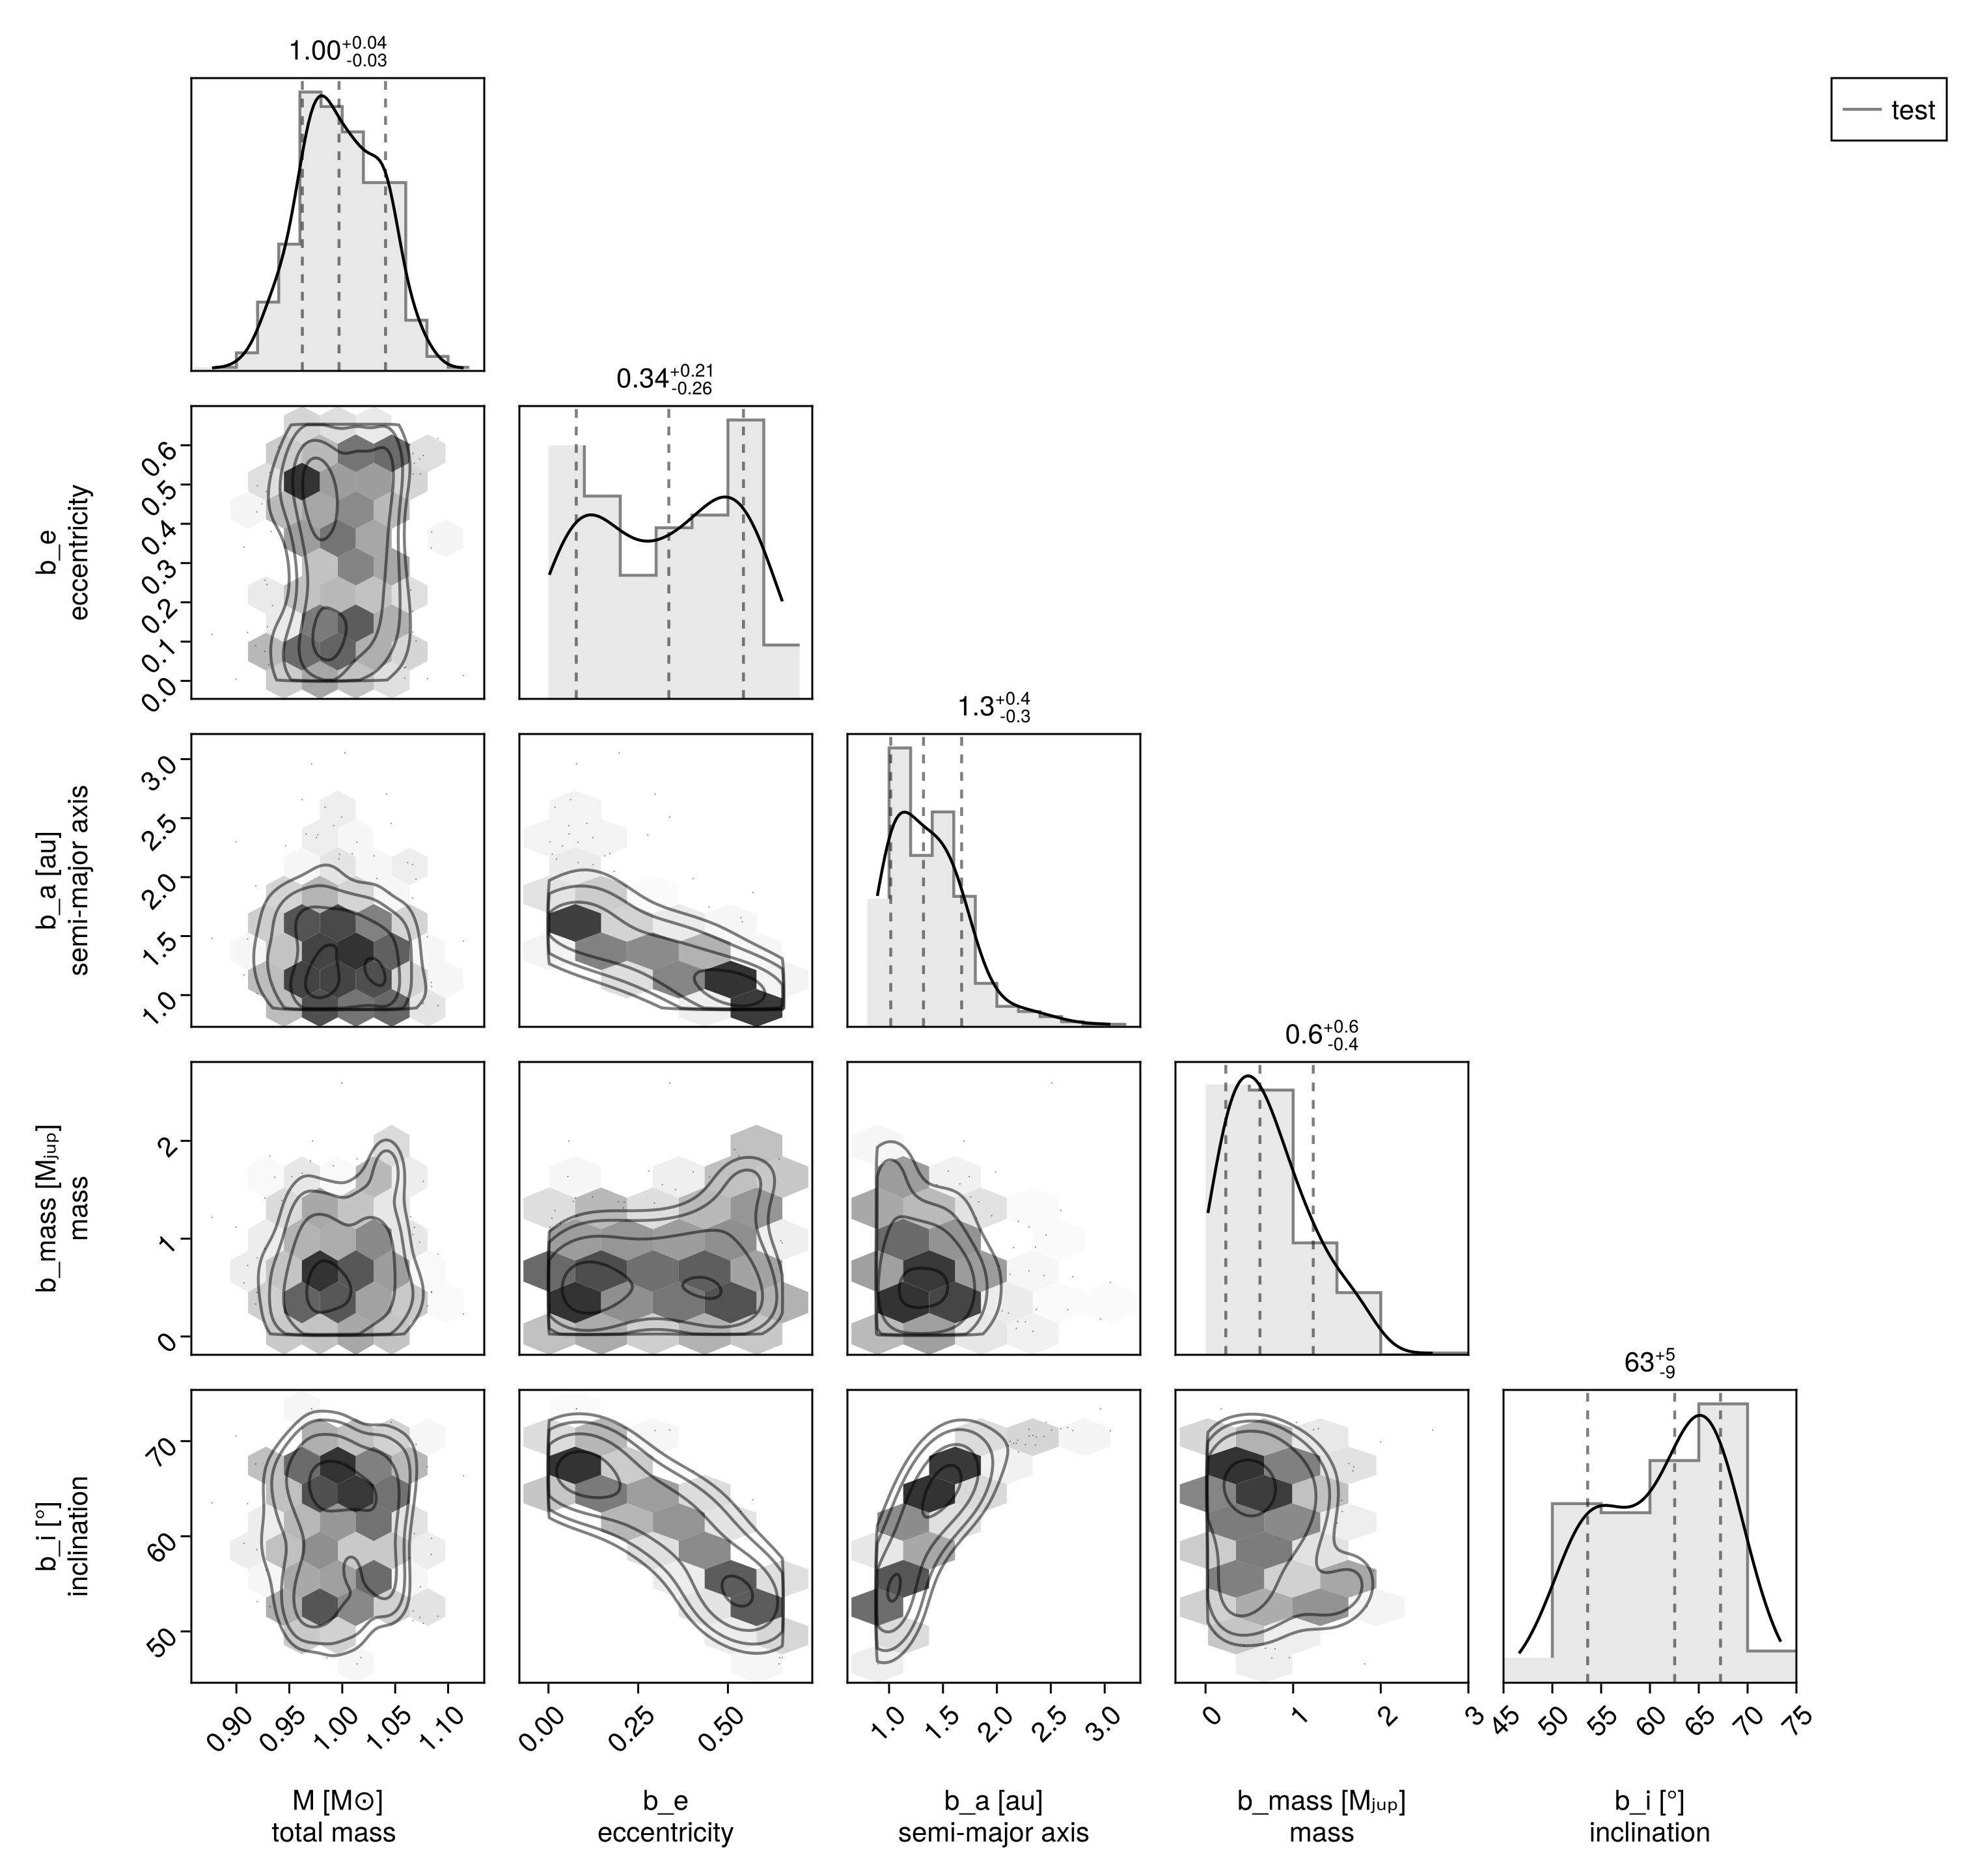 1.00+0.04-0.03
test
0.34+0.21-0.26
b_e
eccentricity
0.6
0.5
0.4
0.3
0.2
0.1
0.0
1.3+0.4-0.3
b_a [au]
semi-major axis
3.0
2.5
2.0
1.5
1.0
0.6+0.6-0.4
b_mass [Mⱼᵤₚ]
mass
2
1
0
63+5-9
b_i [°]
inclination
70
60
50
0.90 0.95 1.00 1.05 1.10
0.00 0.25 0.50
1.0 1.5 2.0 2.5 3.0
0 1 2 3
45 50 55 60 65 70 75
M [M⊙]
total mass
b_e
eccentricity
b_a [au]
semi-major axis
b_mass [Mⱼᵤₚ]
mass
b_i [°]
inclination